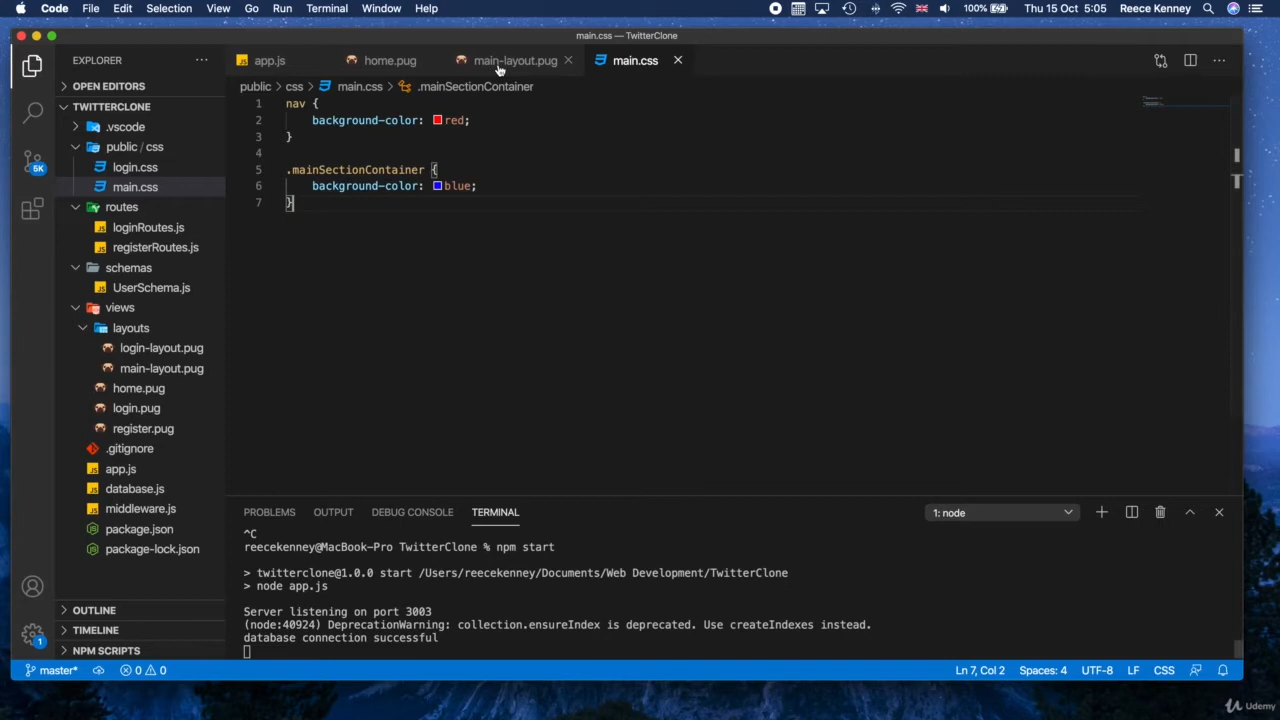 Code File Edit Selection View Go Run Terminal Window Help 100% Thu 15 Oct 5:05 Reece Kenney
main.css — TwitterClone
EXPLORER
app.js home.pug main-layout.pug main.css
OPEN EDITORS
public > css > main.css > .mainSectionContainer
TWITTERCLONE
.vscode
public / css
login.css
main.css
routes
loginRoutes.js
registerRoutes.js
schemas
UserSchema.js
views
layouts
login-layout.pug
main-layout.pug
home.pug
login.pug
register.pug
.gitignore
app.js
database.js
middleware.js
package.json
package-lock.json
OUTLINE
TIMELINE
NPM SCRIPTS
5K
1
1 nav {
2 background-color: red;
3 }
4
5 .mainSectionContainer {
6 background-color: blue;
7 }
PROBLEMS OUTPUT DEBUG CONSOLE TERMINAL 1: node
^C
reecekenney@MacBook-Pro TwitterClone % npm start
> twitterclone@1.0.0 start /Users/reecekenney/Documents/Web Development/TwitterClone
> node app.js
Server listening on port 3003
(node:40924) DeprecationWarning: collection.ensureIndex is deprecated. Use createIndexes instead.
database connection successful
master* 0 0 Ln 7, Col 2 Spaces: 4 UTF-8 LF CSS
Udemy